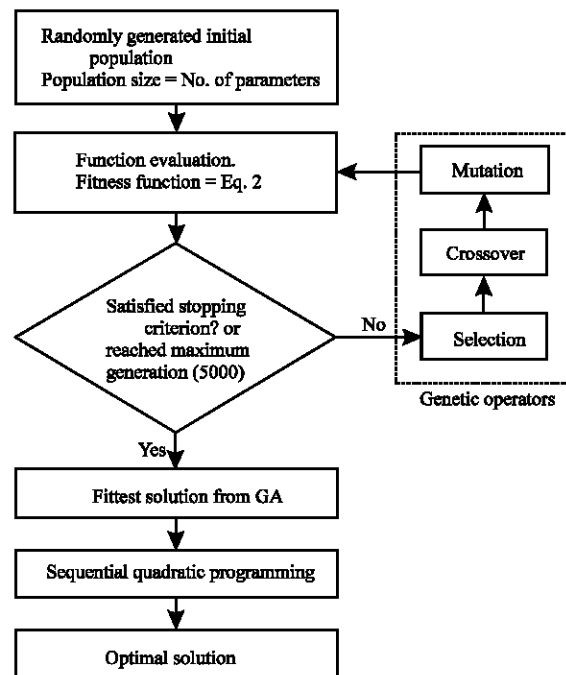 Randomly generated initial
population
Population size = No. of parameters
Function evaluation.
Fitness function = Eq. 2
Mutation
Crossover
Satisfied stopping
criterion? or
reached maximum
generation (5000)
No
Selection
Genetic operators
Yes
Fittest solution from GA
Sequential quadratic programming
Optimal solution